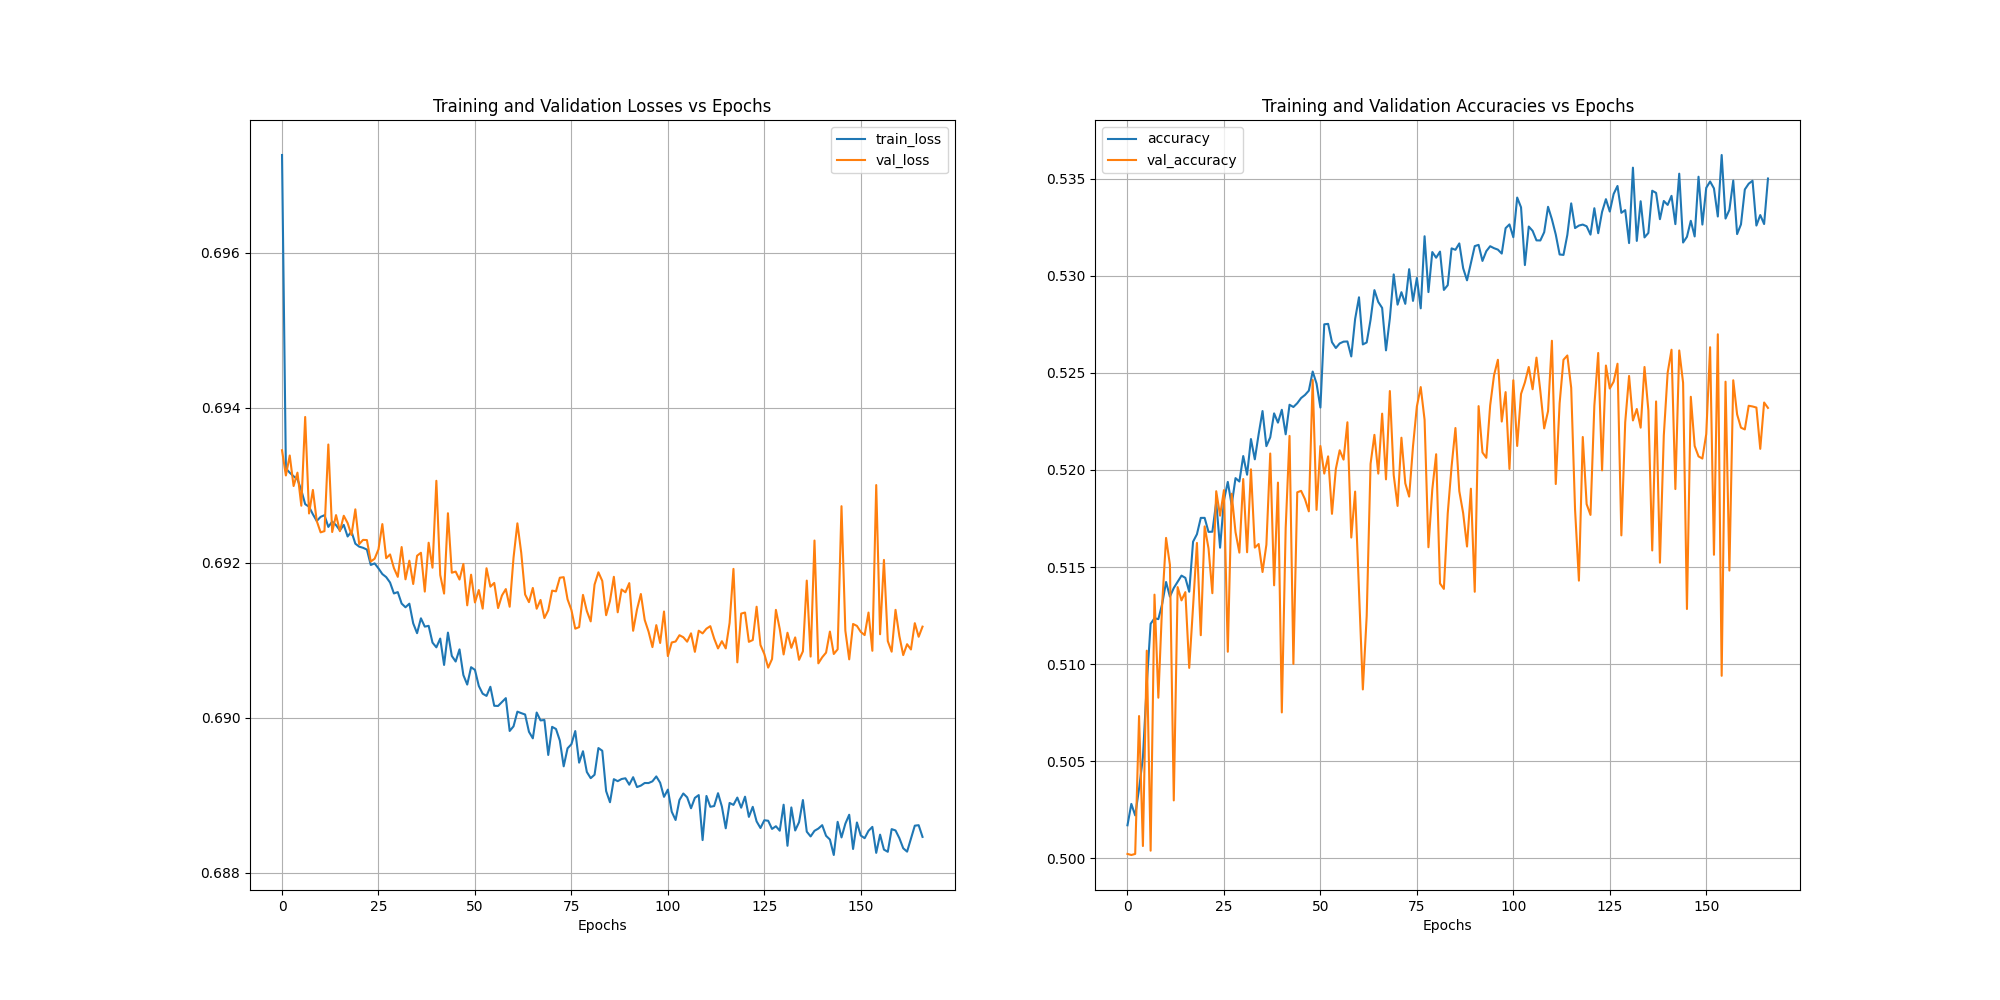 Training and Validation Losses vs Epochs
train_loss
val_loss
0.696
0.694
0.692
0.690
0.688
0 25 50 75 100 125 150
Epochs
Training and Validation Accuracies vs Epochs
accuracy
val_accuracy
0.535
0.530
0.525
0.520
0.515
0.510
0.505
0.500
0 25 50 75 100 125 150
Epochs